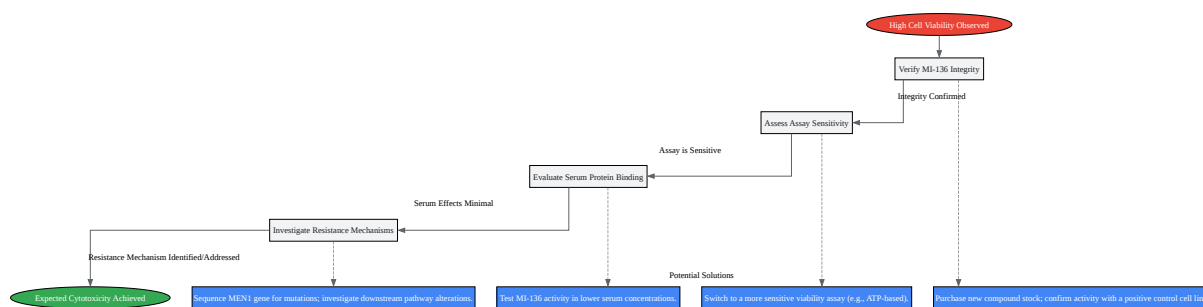 High Cell Viability Observed
Verify MI-136 Integrity
Integrity Confirmed
Assess Assay Sensitivity
Assay is Sensitive
Evaluate Serum Protein Binding
Serum Effects Minimal
Investigate Resistance Mechanisms
Resistance Mechanism Identified/Addressed
Potential Solutions
Expected Cytotoxicity Achieved
Sequence MEN1 gene for mutations; investigate downstream pathway alterations.
Test MI-136 activity in lower serum concentrations.
Switch to a more sensitive viability assay (e.g., ATP-based).
Purchase new compound stock; confirm activity with a positive control cell